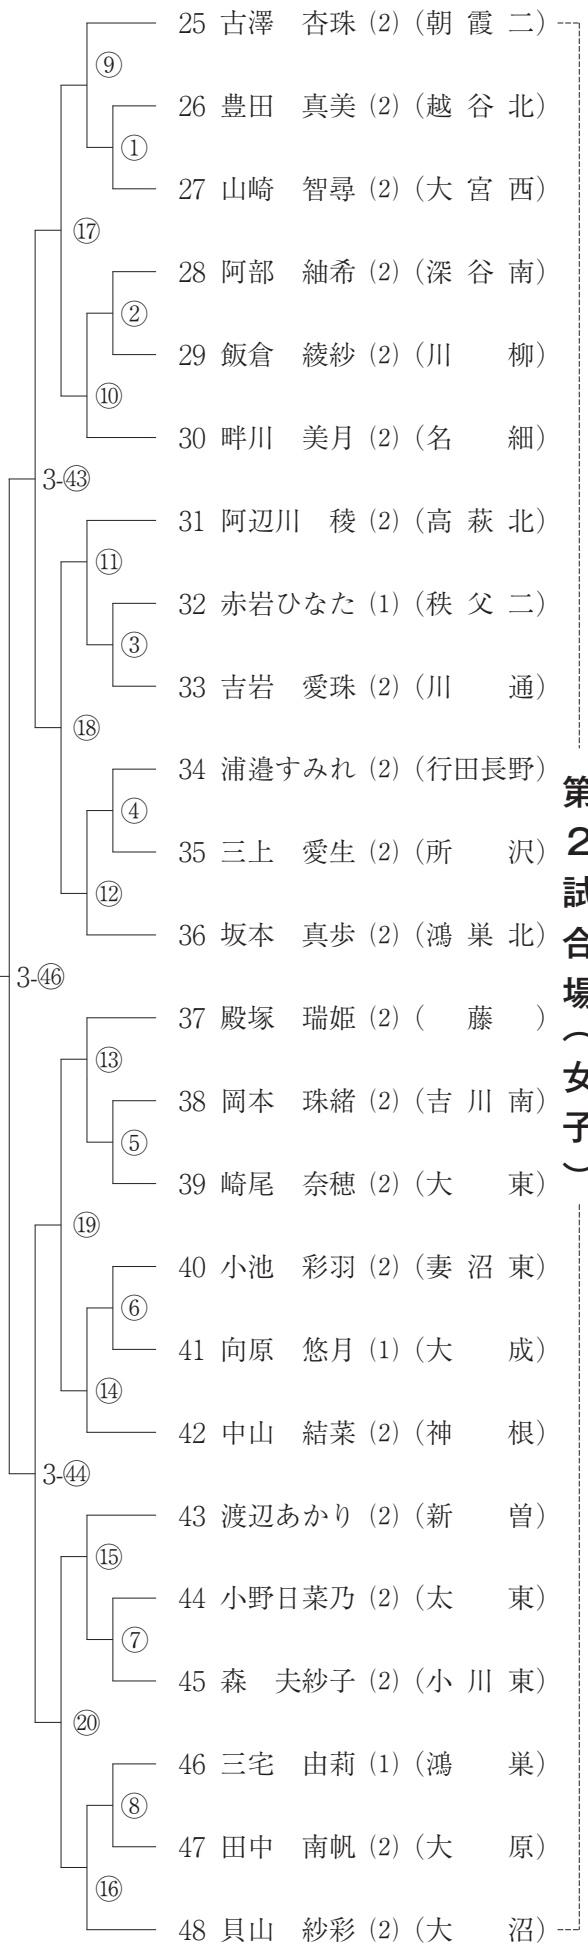 25 古澤　杏珠 (2) (朝 霞 二)
⑨
26 豊田　真美 (2) (越 谷 北)
①
27 山崎　智尋 (2) (大 宮 西)
⑰
28 阿部　紬希 (2) (深 谷 南)
②
29 飯倉　綾紗 (2) (川　　柳)
⑩
30 畔川　美月 (2) (名　　細)
3-㊸
31 阿辺川　稜 (2) (高 萩 北)
⑪
32 赤岩ひなた (1) (秩 父 二)
③
33 吉岩　愛珠 (2) (川　　通)
⑱
34 浦邉すみれ (2) (行田長野)
④
35 三上　愛生 (2) (所　　沢)
⑫
36 坂本　真歩 (2) (鴻 巣 北)
3-㊻
37 殿塚　瑞姫 (2) (　藤　)
⑬
38 岡本　珠緒 (2) (吉 川 南)
⑤
39 崎尾　奈穂 (2) (大　　東)
⑲
40 小池　彩羽 (2) (妻 沼 東)
⑥
41 向原　悠月 (1) (大　　成)
⑭
42 中山　結菜 (2) (神　　根)
3-㊹
43 渡辺あかり (2) (新　　曽)
⑮
44 小野日菜乃 (2) (太　　東)
⑦
45 森　夫紗子 (2) (小 川 東)
⑳
46 三宅　由莉 (1) (鴻　　巣)
⑧
47 田中　南帆 (2) (大　　原)
⑯
48 貝山　紗彩 (2) (大　　沼)
第２試合場（女子）